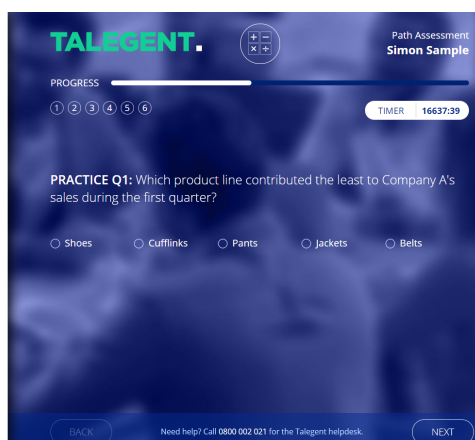 TALEGENT.
Path Assessment
Simon Sample
PROGRESS
1 2 3 4 5 6
TIMER 16637:39
PRACTICE Q1: Which product line contributed the least to Company A's
sales during the first quarter?
Shoes Cufflinks Pants Jackets Belts
BACK Need help? Call 0800 002 021 for the Talegent helpdesk. NEXT